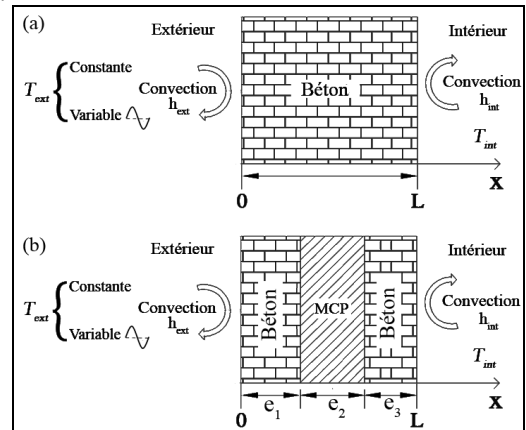 (a)
Extérieur
Intérieur
T_ext { Constante
Variable
Convection
h_ext
Béton
Convection
h_int
T_int
0
L
X
(b)
Extérieur
Intérieur
T_ext { Constante
Variable
Convection
h_ext
Béton
MCP
Béton
Convection
h_int
T_int
e_1
e_2
e_3
0
L
X